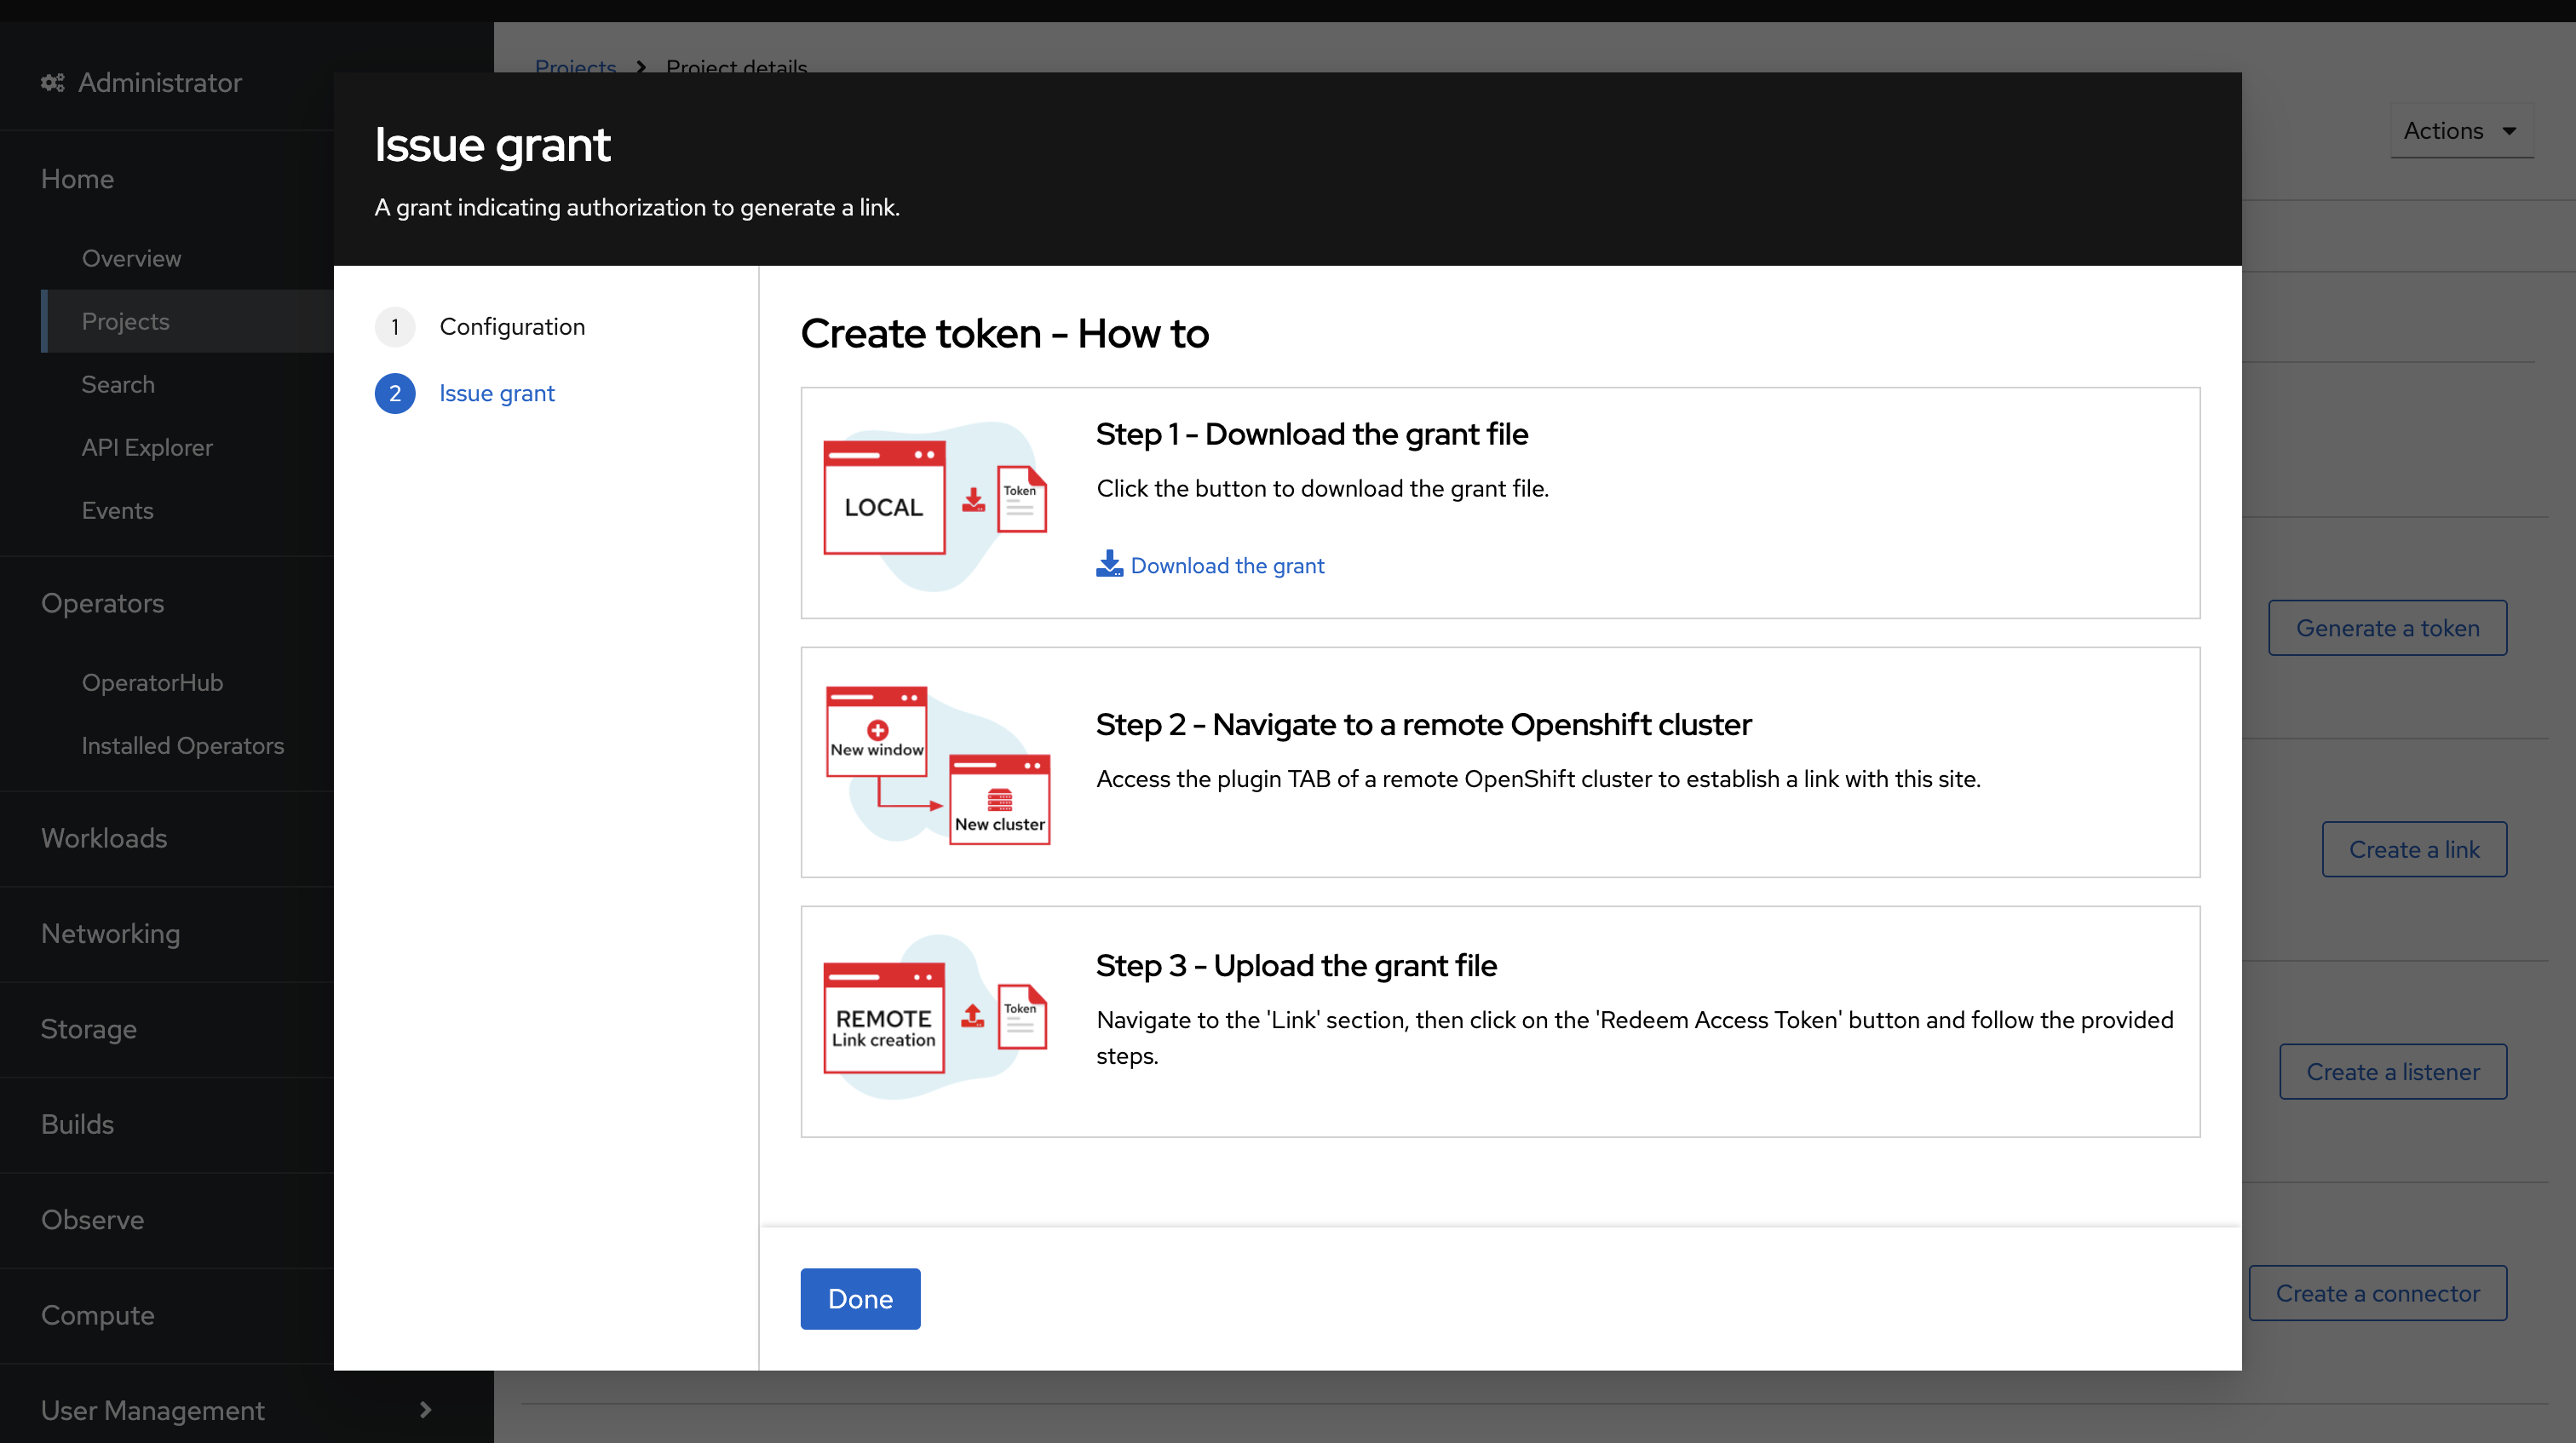 Administrator
Home
Overview
Projects
Search
API Explorer
Events
Operators
OperatorHub
Installed Operators
Workloads
Networking
Storage
Builds
Observe
Compute
User Management
Projects Project details
Actions
Issue grant
A grant indicating authorization to generate a link.
1 Configuration
2 Issue grant
Create token - How to
LOCAL
Token
Step 1 - Download the grant file
Click the button to download the grant file.
Download the grant
New window
New cluster
Step 2 - Navigate to a remote Openshift cluster
Access the plugin TAB of a remote OpenShift cluster to establish a link with this site.
REMOTE
Link creation
Token
Step 3 - Upload the grant file
Navigate to the 'Link' section, then click on the 'Redeem Access Token' button and follow the provided
steps.
Done
Generate a token
Create a link
Create a listener
Create a connector